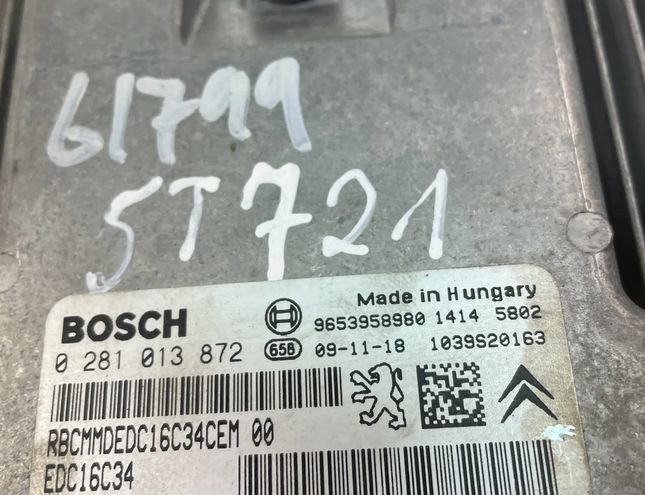 61799
5T721
Made in Hungary
BOSCH 9653958980 1414 5802
0 281 013 872 658 09-11-18 1039S20163
RBCMMDEDC16C34CEM 00
EDC16C34